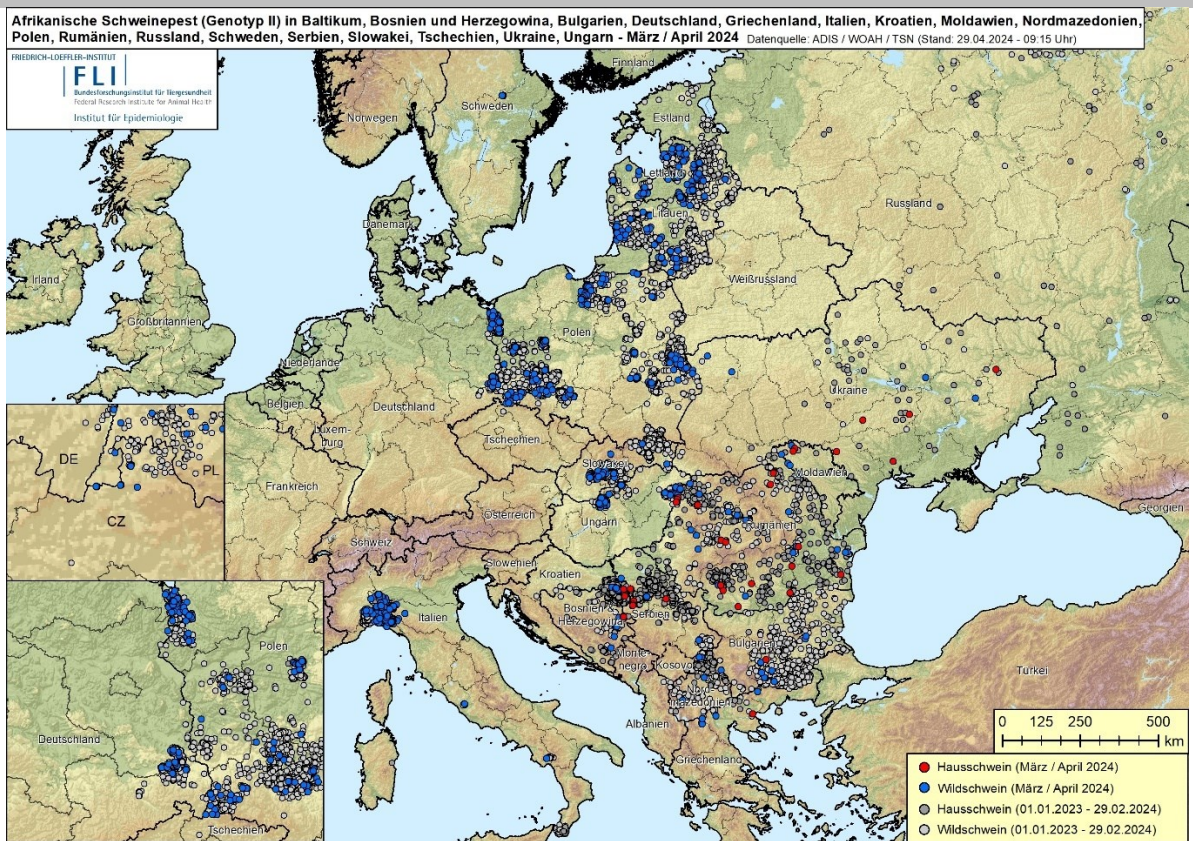 Afrikanische Schweinepest (Genotyp II) in Baltikum, Bosnien und Herzegowina, Bulgarien, Deutschland, Griechenland, Italien, Kroatien, Moldawien, Nordmazedonien,
Polen, Rumänien, Russland, Schweden, Serbien, Slowakei, Tschechien, Ukraine, Ungarn - März / April 2024 Datenquelle: ADIS / WOAH / TSN (Stand: 29.04.2024 - 09:15 Uhr)
FRIEDRICH-LOEFFLER-INSTITUT
FLI
Bundesforschungsinstitut für Tiergesundheit
Federal Research Institute for Animal Health
Institut für Epidemiologie
Finnland
Schweden
Norwegen
Estland
Lettland
Russland
Dänemark
Litauen
Irland
Weißrussland
Großbritannien
Polen
Niederlande
Ukraine
Belgien
Deutschland
Luxem-
burg
Tschechien
DE
PL
Slowakei
Moldawien
Frankreich
CZ
Österreich
Ungarn
Rumänien
Georgien
Schweiz
Slowenien
Kroatien
Italien
Bosnien &
Herzegowina
Serbien
Polen
Monte-
negro
Kosovo
Bulgarien
Türkei
Nord-
mazedonien
Albanien
Deutschland
Griechenland
Tschechien
0 125 250 500
km
Hausschwein (März / April 2024)
Wildschwein (März / April 2024)
Hausschwein (01.01.2023 - 29.02.2024)
Wildschwein (01.01.2023 - 29.02.2024)